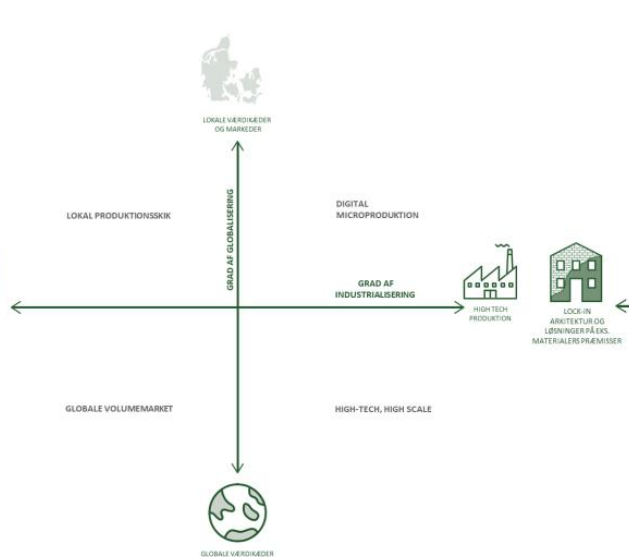 LOKALE VÆRDIKÆDER
OG MARKEDER
GRAD AF GLOBALISERING
LOKAL PRODUKTIONSSKIK
DIGITAL
MICROPRODUKTION
GRAD AF
INDUSTRIALISERING
HIGH TECH
PRODUKTION
LOCK-IN
ARKITEKTUR OG
LØSNINGER PÅ EKS.
MATERIALERS PRÆMISSER
GLOBALE VOLUMEMARKET
HIGH-TECH, HIGH SCALE
GLOBALE VÆRDIKÆDER